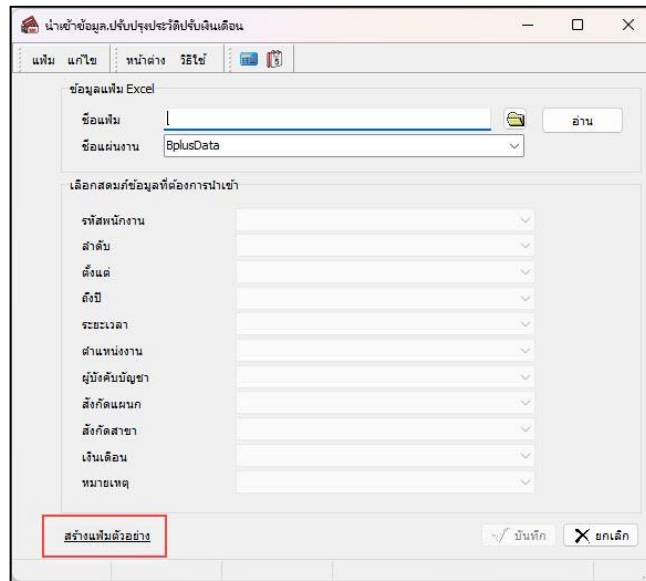 นำเข้าข้อมูล.ปรับปรุงประวัติปรับเงินเดือน
แฟ้ม แก้ไข หน้าต่าง วิธีใช้
ข้อมูลแฟ้ม Excel
ชื่อแฟ้ม อ่าน
ชื่อแผ่นงาน BplusData
เลือกสดมภ์ข้อมูลที่ต้องการนำเข้า
รหัสพนักงาน
ลำดับ
ตั้งแต่
ถึงปี
ระยะเวลา
ตำแหน่งงาน
ผู้บังคับบัญชา
สังกัดแผนก
สังกัดสาขา
เงินเดือน
หมายเหตุ
สร้างแฟ้มตัวอย่าง บันทึก ยกเลิก